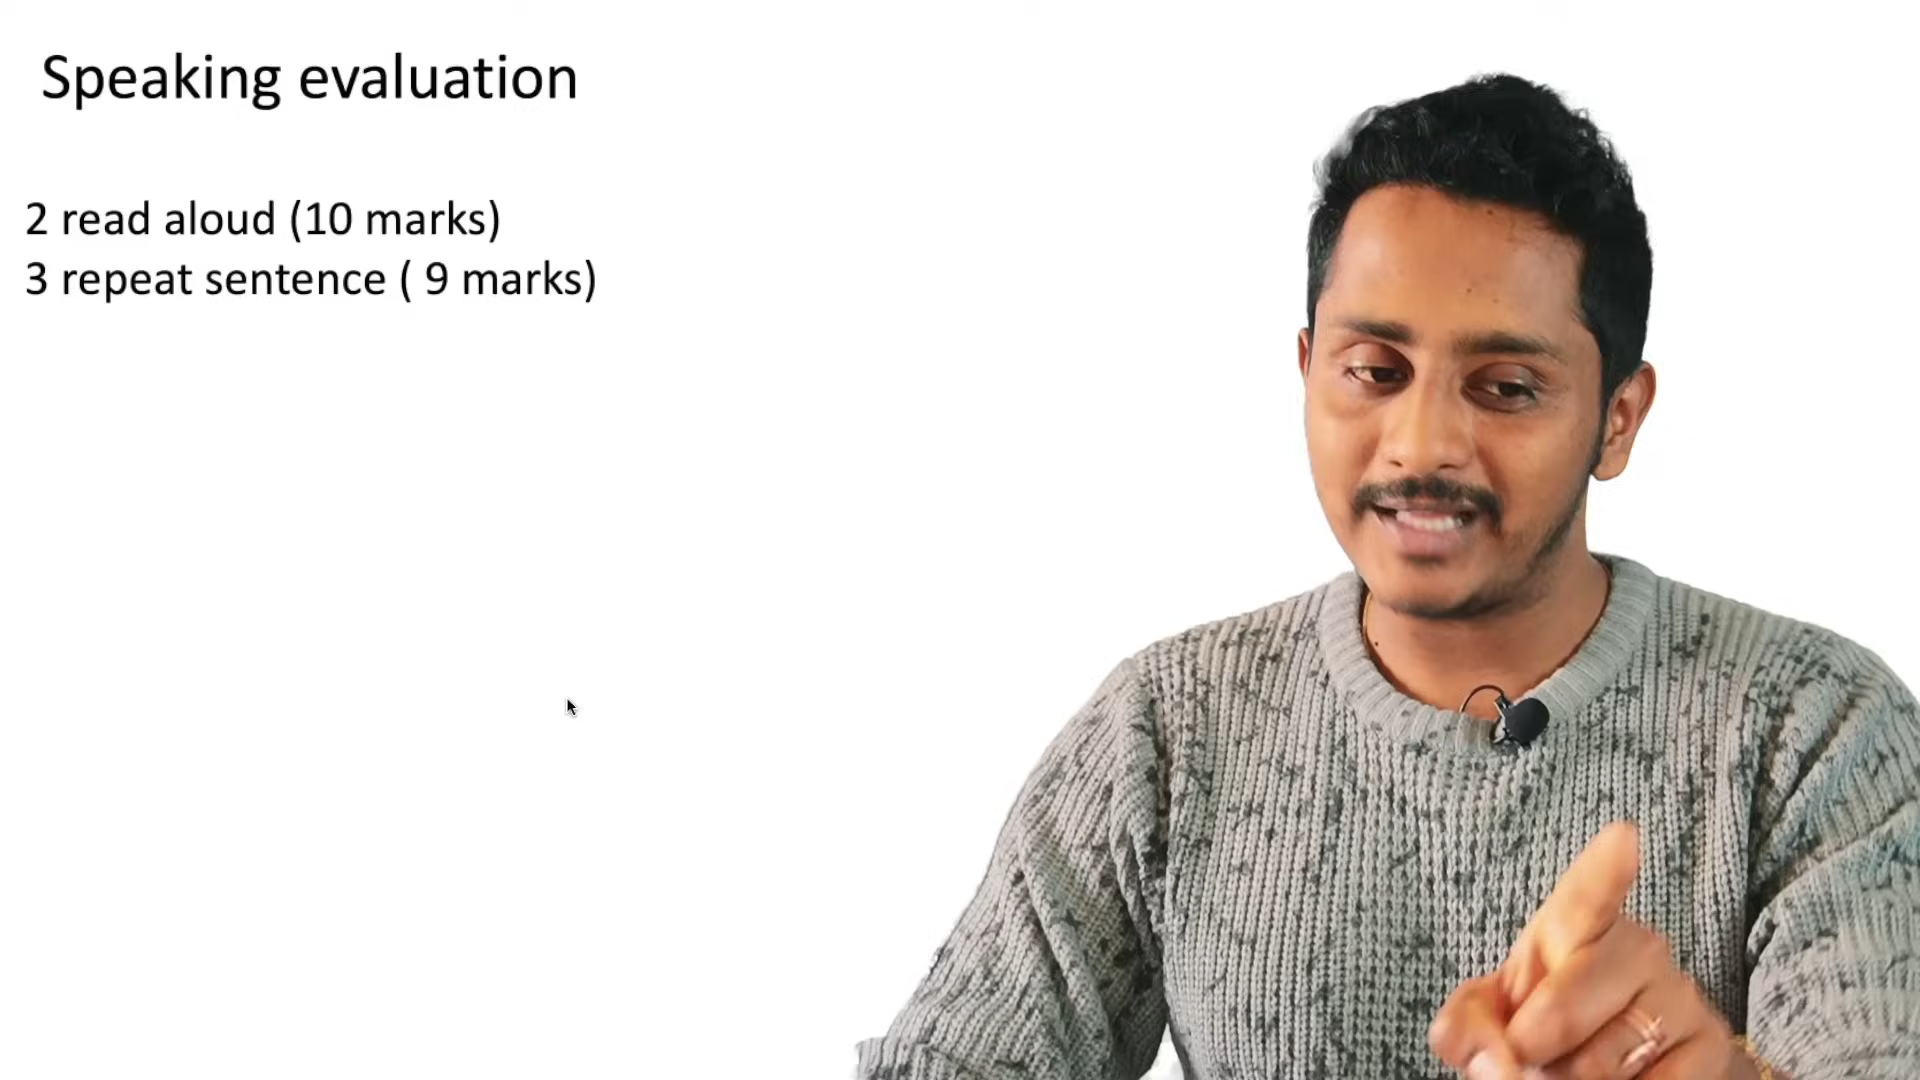 Speaking evaluation
2 read aloud (10 marks)
3 repeat sentence ( 9 marks)